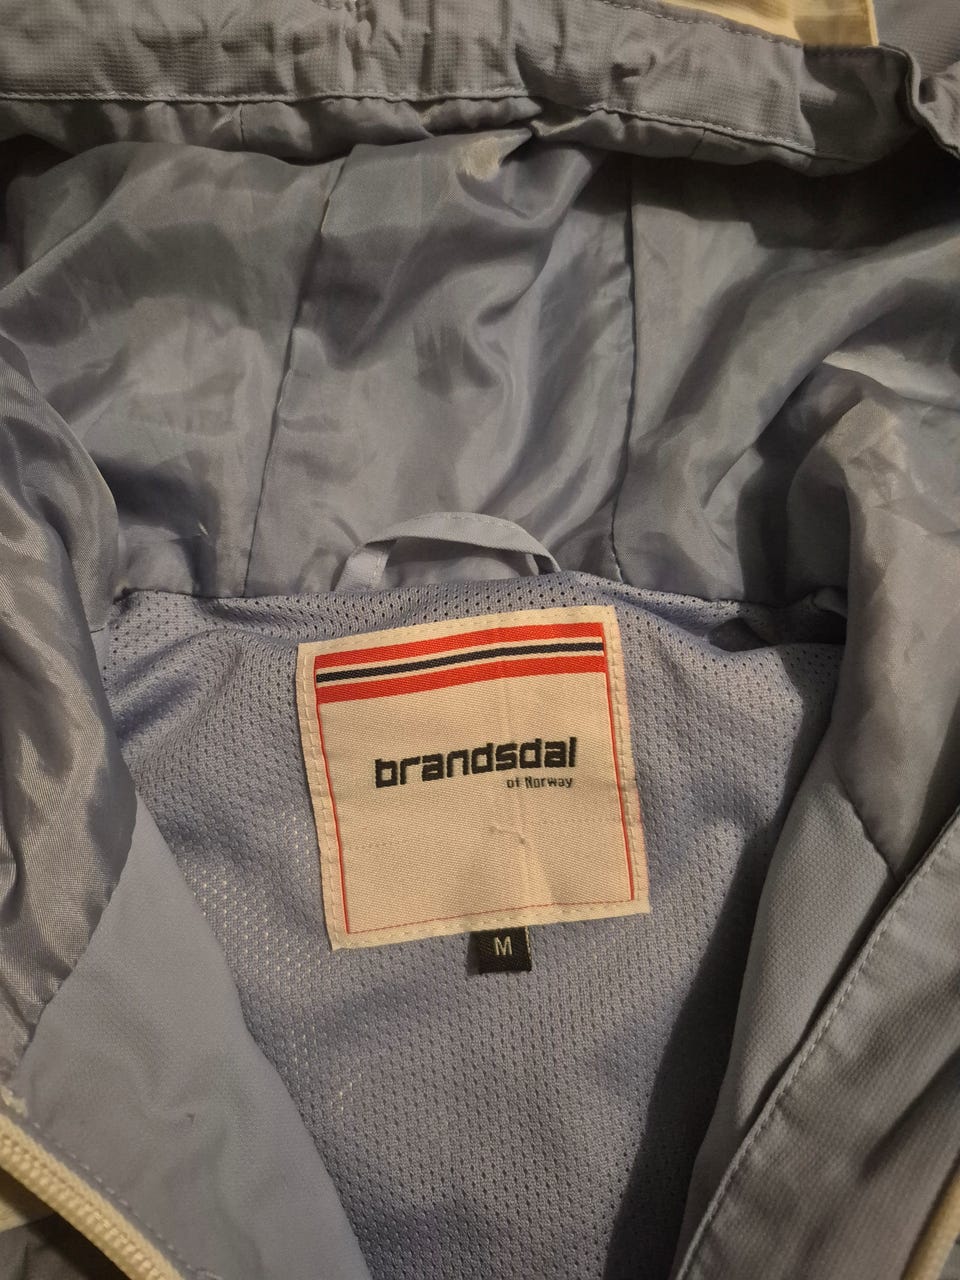 brandsdal
of Norway
M